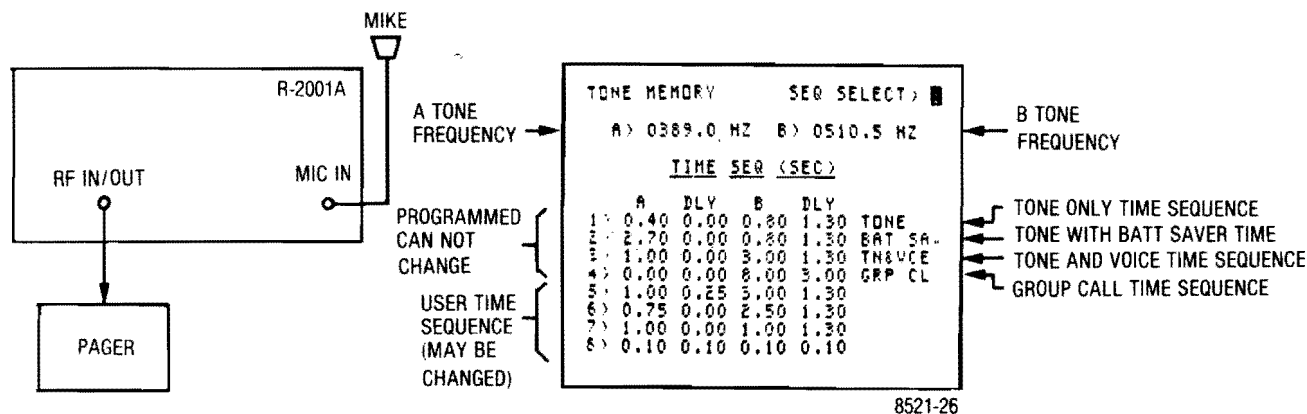 MIKE
R-2001A
RF IN/OUT
MIC IN
PAGER
A TONE
FREQUENCY
PROGRAMMED
CAN NOT
CHANGE
USER TIME
SEQUENCE
(MAY BE
CHANGED)
TONE MEMORY SEQ SELECT>
A> 0389.0 HZ B> 0510.5 HZ
TIME SEQ (SEC)
A DLY B DLY
1> 0.40 0.00 0.80 1.30 TONE
2> 2.70 0.00 0.80 1.30 BAT SA.
3> 1.00 0.00 3.00 1.30 TN&VCE
4> 0.00 0.00 8.00 3.00 GRP CL
5> 1.00 0.25 3.00 1.30
6> 0.75 0.00 2.50 1.30
7> 1.00 0.00 1.00 1.30
8> 0.10 0.10 0.10 0.10
B TONE
FREQUENCY
TONE ONLY TIME SEQUENCE
TONE WITH BATT SAVER TIME
TONE AND VOICE TIME SEQUENCE
GROUP CALL TIME SEQUENCE
8521-26